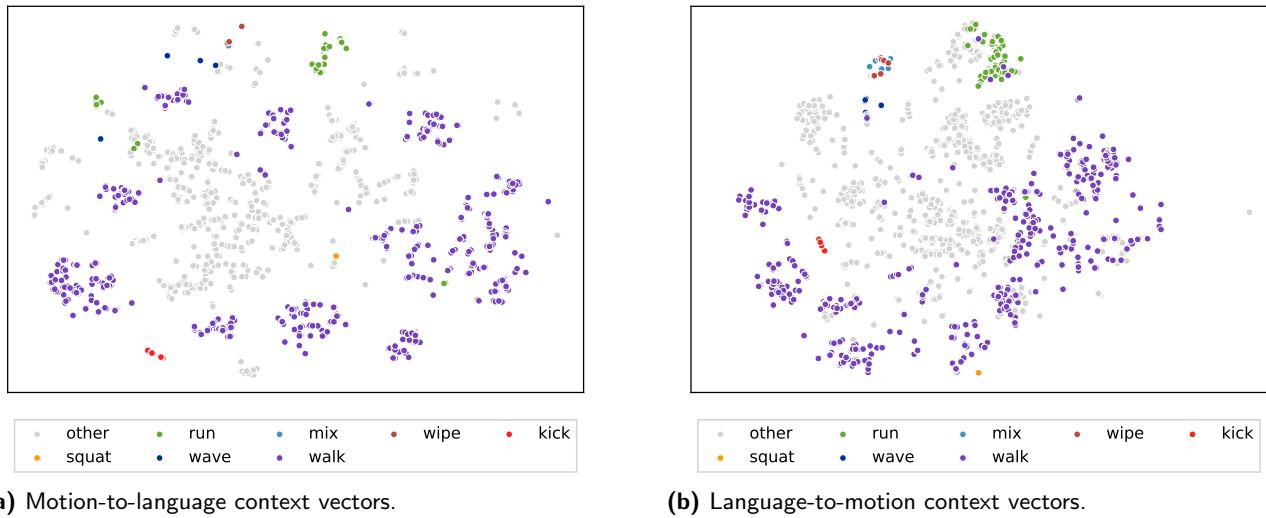 other run mix wipe kick
squat wave walk
other run mix wipe kick
squat wave walk
) Motion-to-language context vectors.
(b) Language-to-motion context vectors.